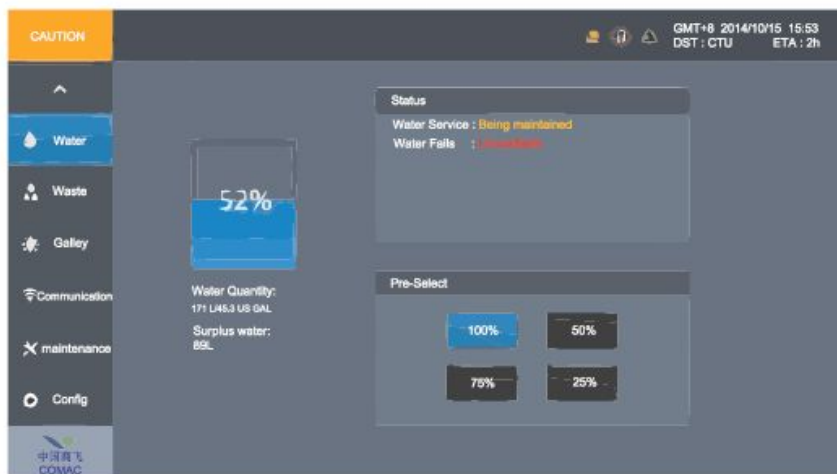 CAUTION
GMT+8 2014/10/15 15:53
DST : CTU ETA : 2h
Water
Waste
Galley
Communication
maintenance
Config
中国商飞
COMAC
52%
Water Quantity:
171 L/45.3 US GAL
Surplus water:
89L
Status
Water Service : Being maintained
Water Fails :
Pre-Select
100% 50%
75% 25%